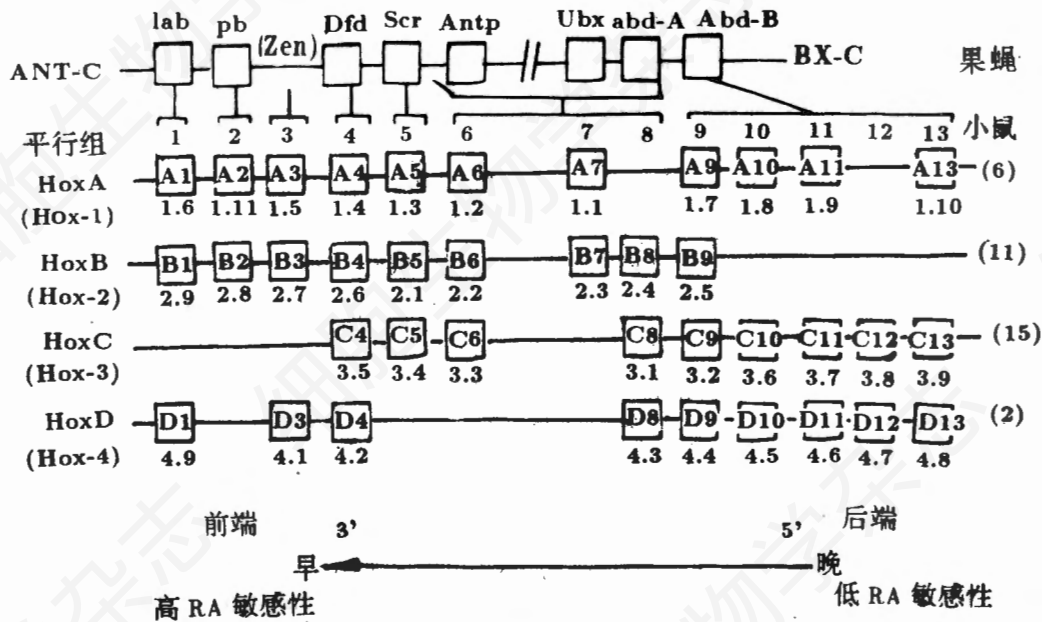 lab pb (Zen) Dfd Scr Antp Ubx abd-A Abd-B
ANT-C BX-C 果蝇
平行组 1 2 3 4 5 6 7 8 9 10 11 12 13 小鼠
HoxA A1 A2 A3 A4 A5 A6 A7 A9 A10 A11 A13 (6)
(Hox-1) 1.6 1.11 1.5 1.4 1.3 1.2 1.1 1.7 1.8 1.9 1.10
HoxB B1 B2 B3 B4 B5 B6 B7 B8 B9 (11)
(Hox-2) 2.9 2.8 2.7 2.6 2.1 2.2 2.3 2.4 2.5
HoxC C4 C5 C6 C8 C9 C10 C11 C12 C13 (15)
(Hox-3) 3.5 3.4 3.3 3.1 3.2 3.6 3.7 3.8 3.9
HoxD D1 D3 D4 D8 D9 D10 D11 D12 D13 (2)
(Hox-4) 4.9 4.1 4.2 4.3 4.4 4.5 4.6 4.7 4.8
前端 3' 5' 后端
早 晚
高 RA 敏感性 低 RA 敏感性